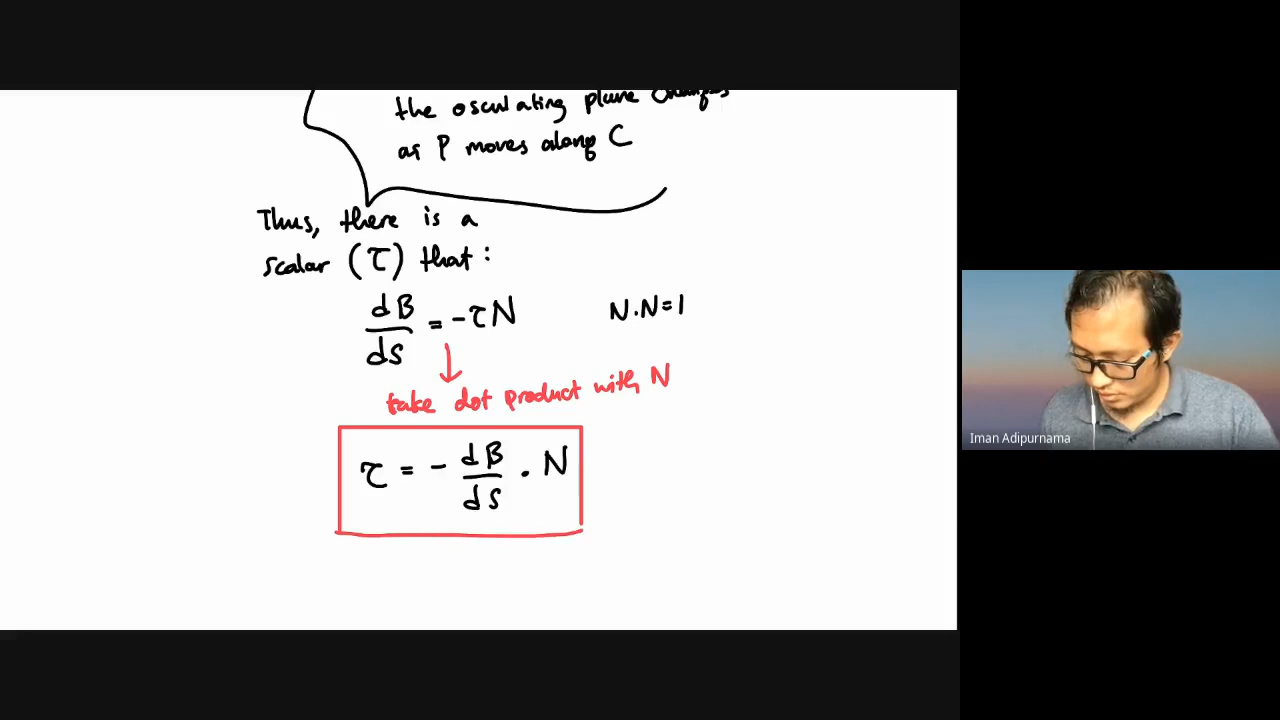 the osculating plane changes
as P moves along C
Thus, there is a
scalar (τ) that :
dB/ds = -τN
N.N=1
take dot product with N
τ = - dB/ds . N
Iman Adipurnama